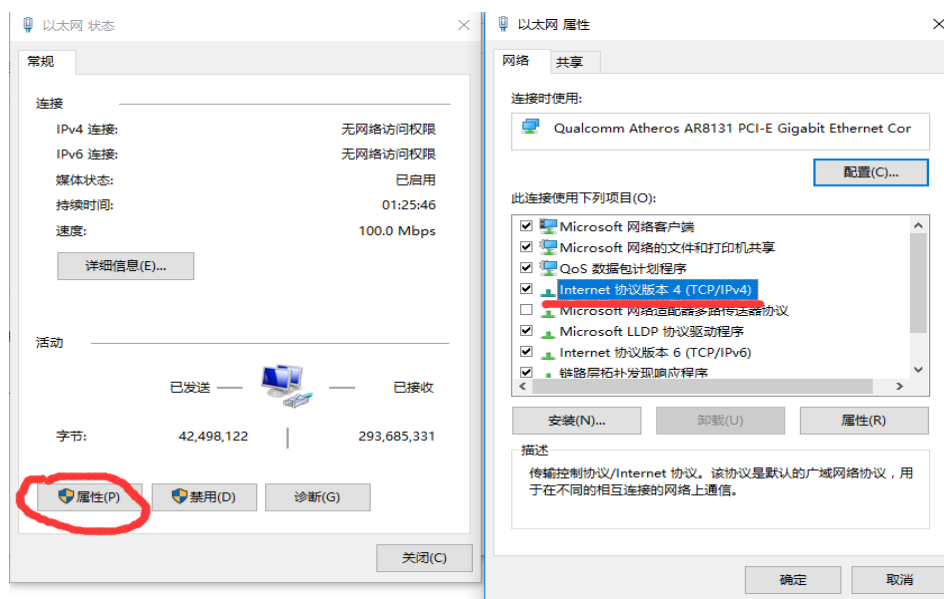 以太网 状态
常规
连接
IPv4 连接: 无网络访问权限
IPv6 连接: 无网络访问权限
媒体状态: 已启用
持续时间: 01:25:46
速度: 100.0 Mbps
详细信息(E)...
活动
已发送 — — 已接收
字节: 42,498,122 293,685,331
属性(P) 禁用(D) 诊断(G)
关闭(C)
以太网 属性
网络 共享
连接时使用:
Qualcomm Atheros AR8131 PCI-E Gigabit Ethernet Cor
配置(C)...
此连接使用下列项目(O):
Microsoft 网络客户端
Microsoft 网络的文件和打印机共享
QoS 数据包计划程序
Internet 协议版本 4 (TCP/IPv4)
Microsoft 网络适配器多路传送器协议
Microsoft LLDP 协议驱动程序
Internet 协议版本 6 (TCP/IPv6)
链路层拓扑发现响应程序
安装(N)... 卸载(U) 属性(R)
描述
传输控制协议/Internet 协议。该协议是默认的广域网络协议，用
于在不同的相互连接的网络上通信。
确定 取消